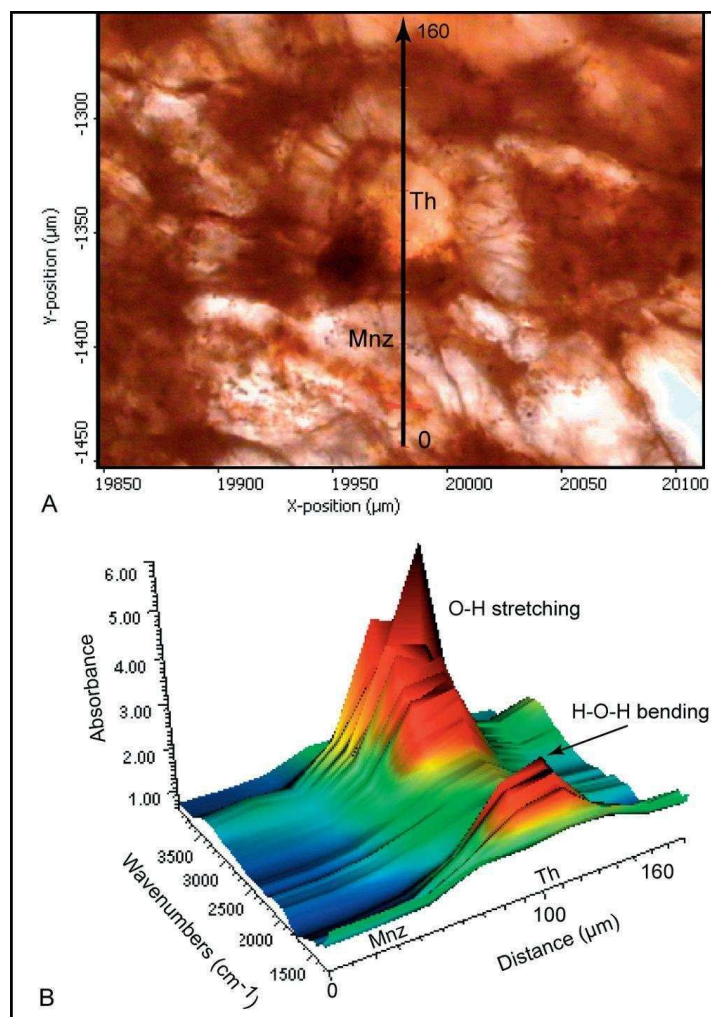 160
-1300
-1350
-1400
-1450
Y-position (µm)
Th
Mnz
0
19850 19900 19950 20000 20050 20100
X-position (µm)
A
6.00
5.00
4.00
3.00
2.00
1.00
Absorbance
O-H stretching
H-O-H bending
3500
3000
2500
2000
1500
Wavenumbers (cm-1)
Mnz
Th
0
100
160
Distance (µm)
B